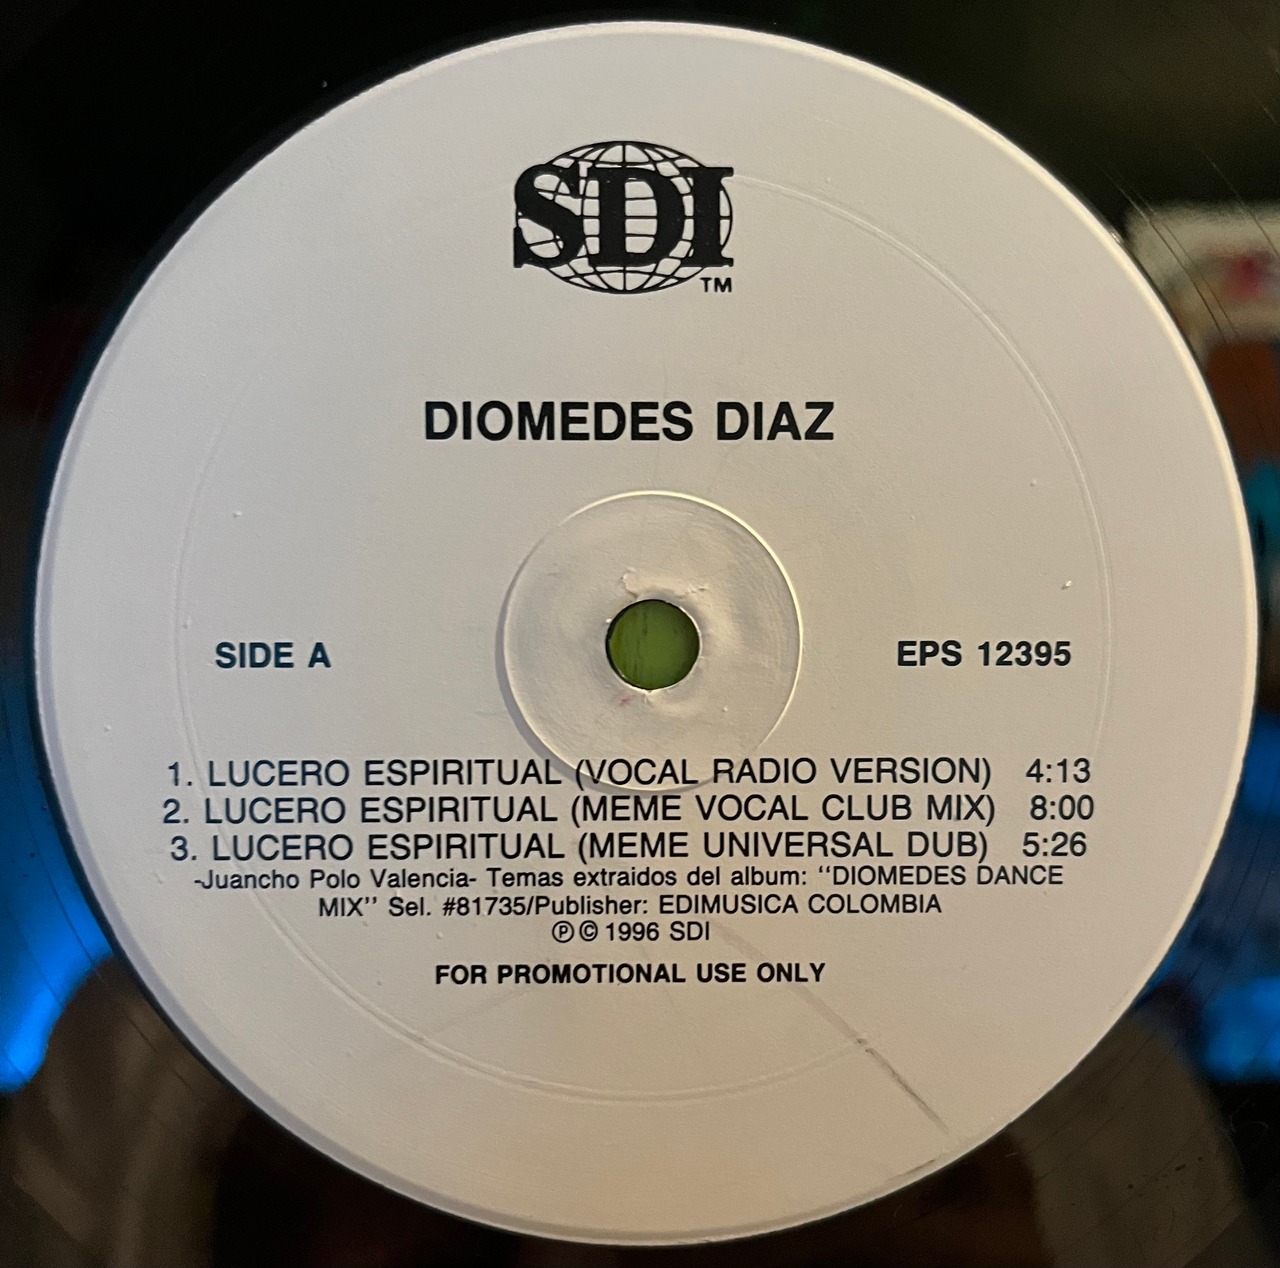 SDI
TM
DIOMEDES DIAZ
SIDE A
EPS 12395
1. LUCERO ESPIRITUAL (VOCAL RADIO VERSION) 4:13
2. LUCERO ESPIRITUAL (MEME VOCAL CLUB MIX) 8:00
3. LUCERO ESPIRITUAL (MEME UNIVERSAL DUB) 5:26
-Juancho Polo Valencia- Temas extraidos del album: ''DIOMEDES DANCE
MIX'' Sel. #81735/Publisher: EDIMUSICA COLOMBIA
℗ © 1996 SDI
FOR PROMOTIONAL USE ONLY